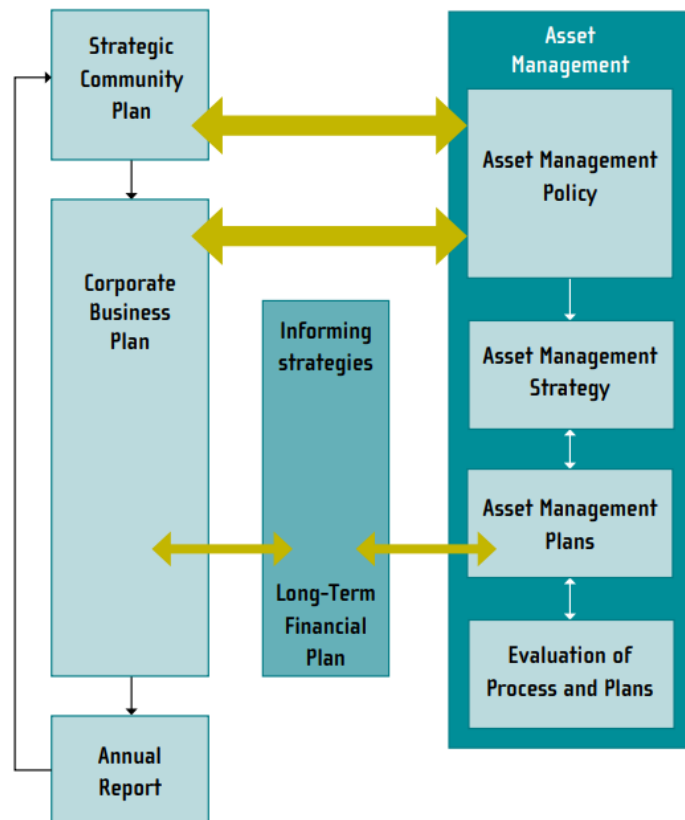 Strategic
Community
Plan
Corporate
Business
Plan
Annual
Report
Informing
strategies
Long-Term
Financial
Plan
Asset
Management
Asset Management
Policy
Asset Management
Strategy
Asset Management
Plans
Evaluation of
Process and Plans